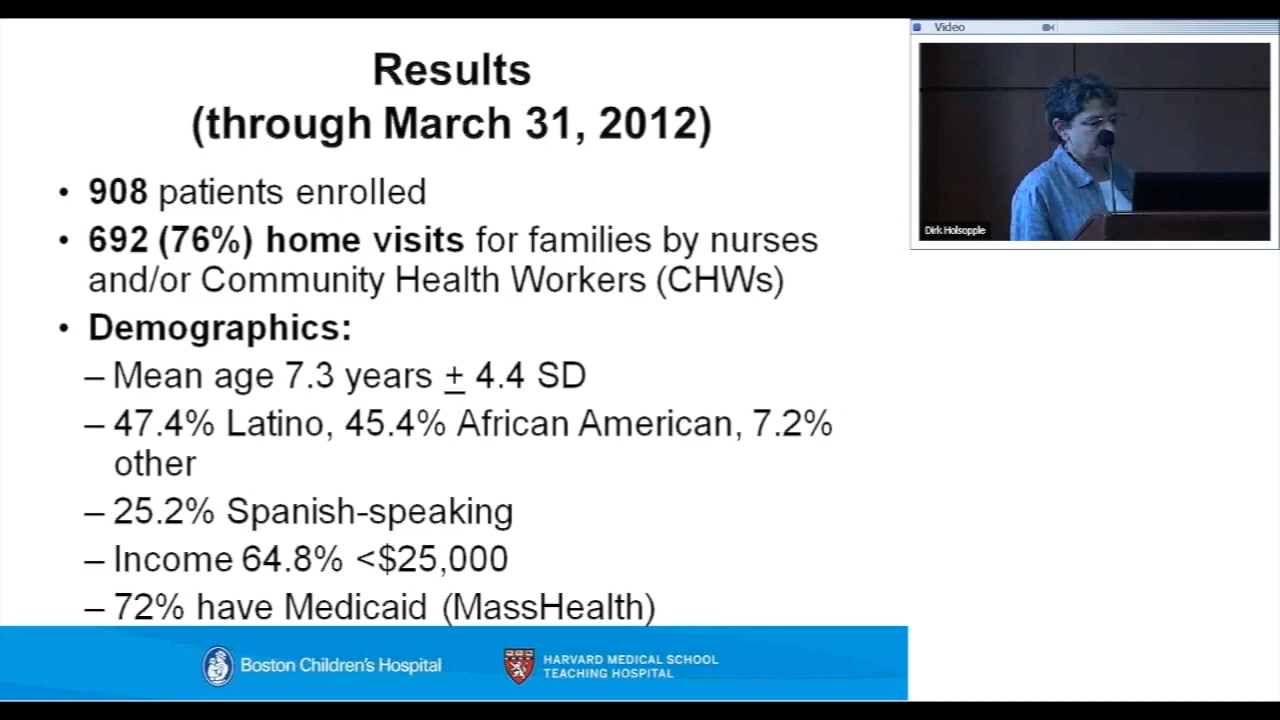 Results
(through March 31, 2012)
• 908 patients enrolled
• 692 (76%) home visits for families by nurses
and/or Community Health Workers (CHWs)
• Demographics:
– Mean age 7.3 years ± 4.4 SD
– 47.4% Latino, 45.4% African American, 7.2%
other
– 25.2% Spanish-speaking
– Income 64.8% <$25,000
– 72% have Medicaid (MassHealth)
Boston Children's Hospital
HARVARD MEDICAL SCHOOL
TEACHING HOSPITAL
Video
Dirk Holsopple